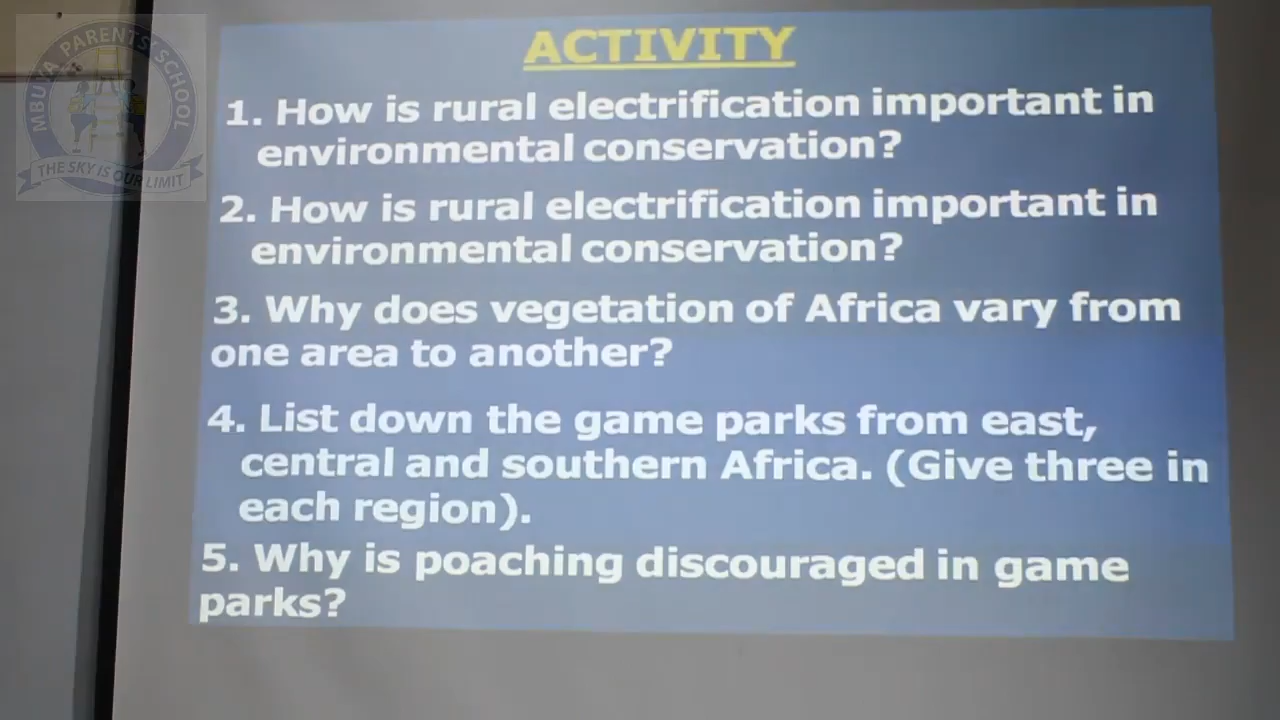 MBUYA PARENTS' SCHOOL
THE SKY IS OUR LIMIT
ACTIVITY
1. How is rural electrification important in
environmental conservation?
2. How is rural electrification important in
environmental conservation?
3. Why does vegetation of Africa vary from
one area to another?
4. List down the game parks from east,
central and southern Africa. (Give three in
each region).
5. Why is poaching discouraged in game
parks?